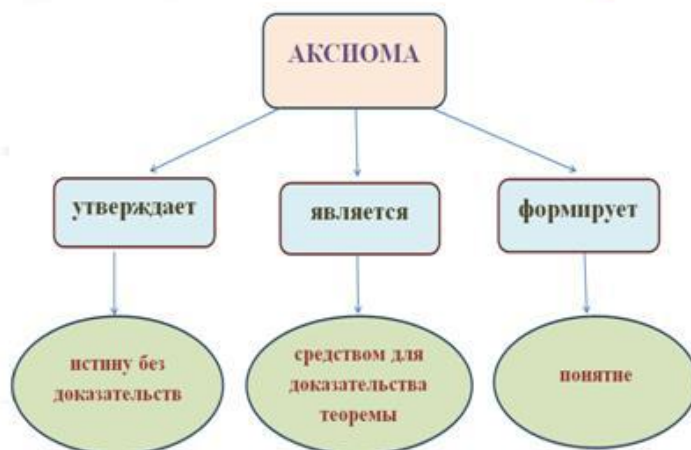 АКСИОМА
утверждает
является
формирует
истину без
доказательств
средством для
доказательства
теоремы
понятие